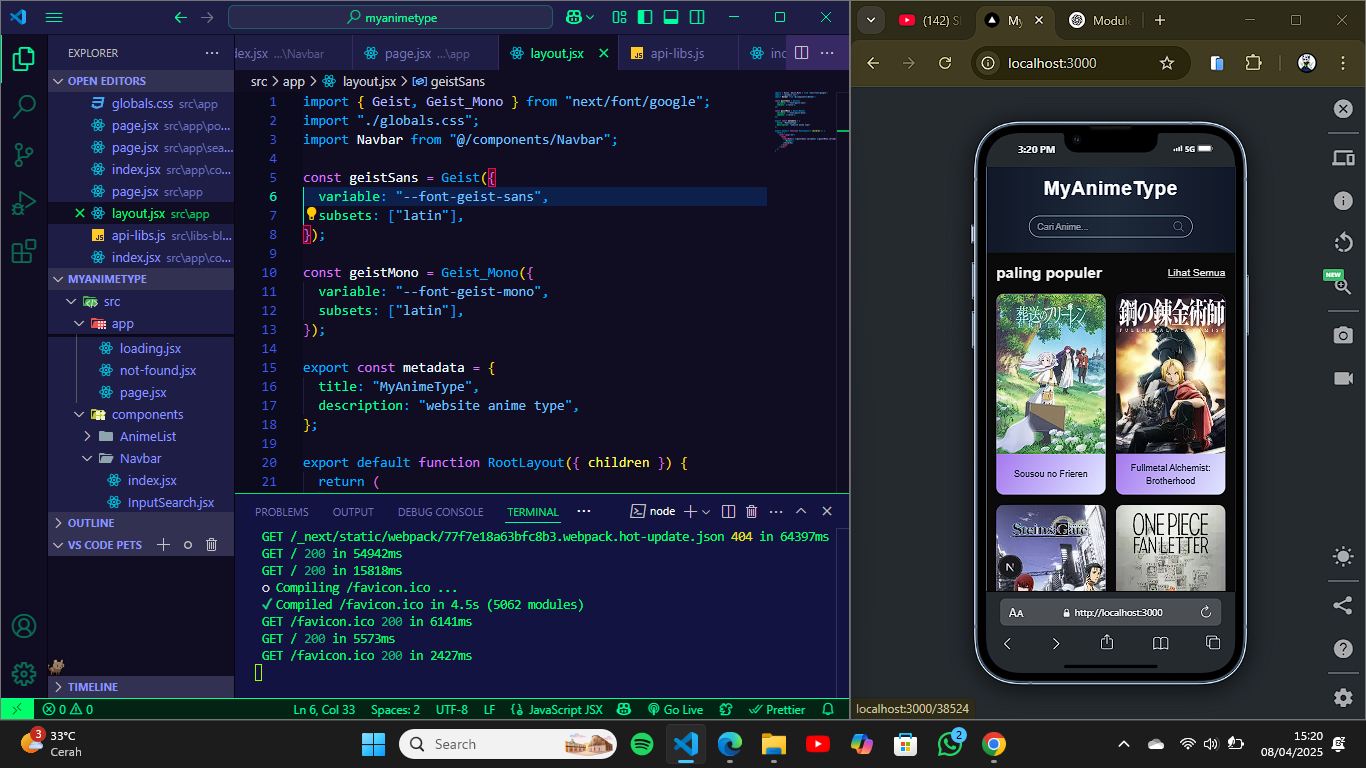 myanimetype
EXPLORER
OPEN EDITORS
globals.css src\app
page.jsx src\app\po...
page.jsx src\app\sea...
index.jsx src\app\co...
page.jsx src\app
layout.jsx src\app
api-libs.js src\libs-bl...
index.jsx src\app\co...
MYANIMETYPE
src
app
loading.jsx
not-found.jsx
page.jsx
components
AnimeList
Navbar
index.jsx
InputSearch.jsx
OUTLINE
VS CODE PETS
TIMELINE
dex.jsx ...\Navbar
page.jsx ...\app
layout.jsx
api-libs.js
inc
src > app > layout.jsx > geistSans
1 import { Geist, Geist_Mono } from "next/font/google";
2 import "./globals.css";
3 import Navbar from "@/components/Navbar";
4
5 const geistSans = Geist({
6 variable: "--font-geist-sans",
7 subsets: ["latin"],
8 });
9
10 const geistMono = Geist_Mono({
11 variable: "--font-geist-mono",
12 subsets: ["latin"],
13 });
14
15 export const metadata = {
16 title: "MyAnimeType",
17 description: "website anime type",
18 };
19
20 export default function RootLayout({ children }) {
21 return (
PROBLEMS OUTPUT DEBUG CONSOLE TERMINAL ... node
GET /_next/static/webpack/77f7e18a63bfc8b3.webpack.hot-update.json 404 in 64397ms
GET / 200 in 54942ms
GET / 200 in 15818ms
○ Compiling /favicon.ico ...
✓ Compiled /favicon.ico in 4.5s (5062 modules)
GET /favicon.ico 200 in 6141ms
GET / 200 in 5573ms
GET /favicon.ico 200 in 2427ms
0 0
Ln 6, Col 33 Spaces: 2 UTF-8 LF JavaScript JSX Go Live Prettier
(142) S
My
Module
localhost:3000
3:20 PM
5G
MyAnimeType
Cari Anime...
paling populer Lihat Semua
葬送のフリーレン
鋼の錬金術師
FULLMETAL ALCHEMIST
Sousou no Frieren
Fullmetal Alchemist:
Brotherhood
Steins;Gate
ONE PIECE
FAN LETTER
N
AA http://localhost:3000
NEW
localhost:3000/38524
3
33°C
Cerah
Search
2
15:20
08/04/2025